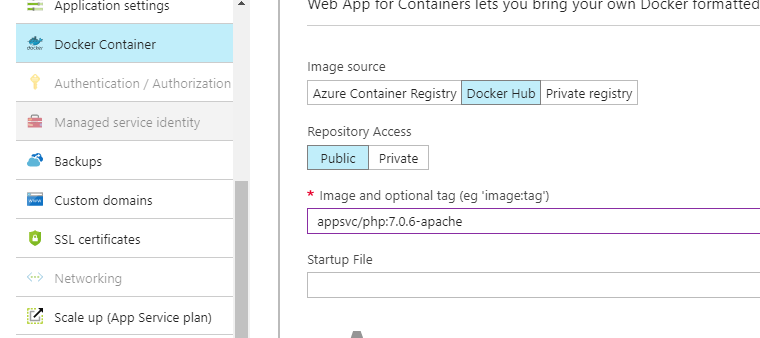 Application settings
Docker Container
Authentication / Authorization
Managed service identity
Backups
Custom domains
SSL certificates
Networking
Scale up (App Service plan)
Web App for Containers lets you bring your own Docker formatted
Image source
Azure Container Registry Docker Hub Private registry
Repository Access
Public Private
* Image and optional tag (eg 'image:tag')
appsvc/php:7.0.6-apache
Startup File